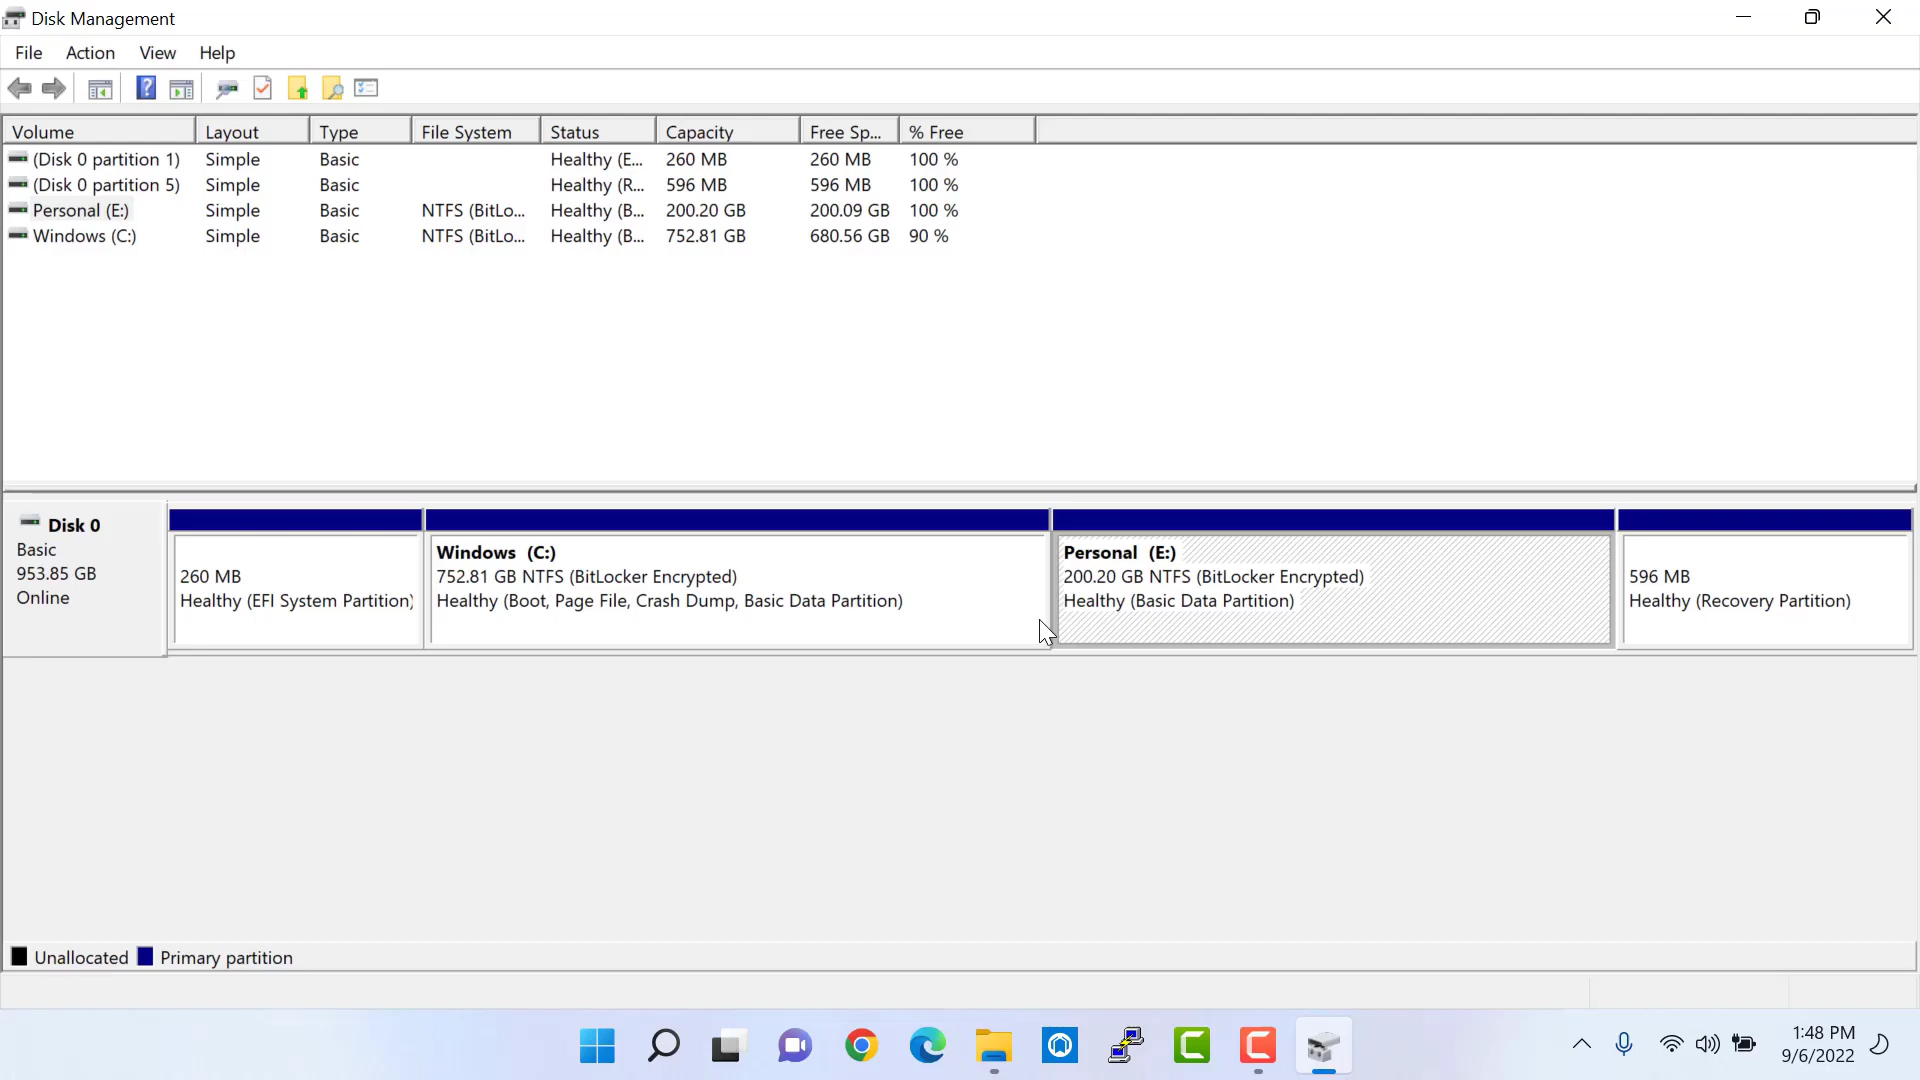 Disk Management
File Action View Help
Volume Layout Type File System Status Capacity Free Sp... % Free
(Disk 0 partition 1) Simple Basic Healthy (E... 260 MB 260 MB 100 %
(Disk 0 partition 5) Simple Basic Healthy (R... 596 MB 596 MB 100 %
Personal (E:) Simple Basic NTFS (BitLo... Healthy (B... 200.20 GB 200.09 GB 100 %
Windows (C:) Simple Basic NTFS (BitLo... Healthy (B... 752.81 GB 680.56 GB 90 %
Disk 0
Basic
953.85 GB
Online
260 MB
Healthy (EFI System Partition)
Windows (C:)
752.81 GB NTFS (BitLocker Encrypted)
Healthy (Boot, Page File, Crash Dump, Basic Data Partition)
Personal (E:)
200.20 GB NTFS (BitLocker Encrypted)
Healthy (Basic Data Partition)
596 MB
Healthy (Recovery Partition)
Unallocated Primary partition
1:48 PM
9/6/2022